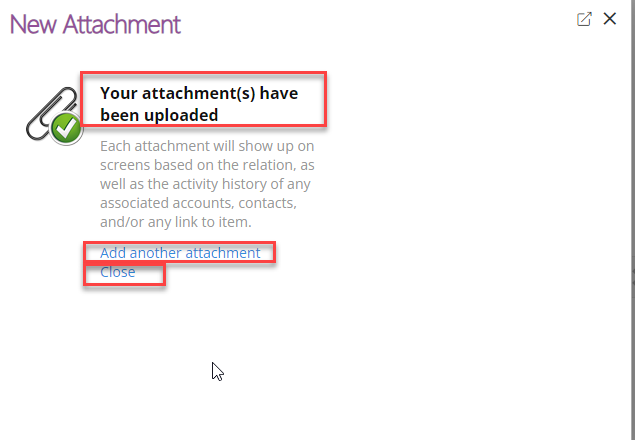 New Attachment
Your attachment(s) have
been uploaded
Each attachment will show up on
screens based on the relation, as
well as the activity history of any
associated accounts, contacts,
and/or any link to item.
Add another attachment
Close